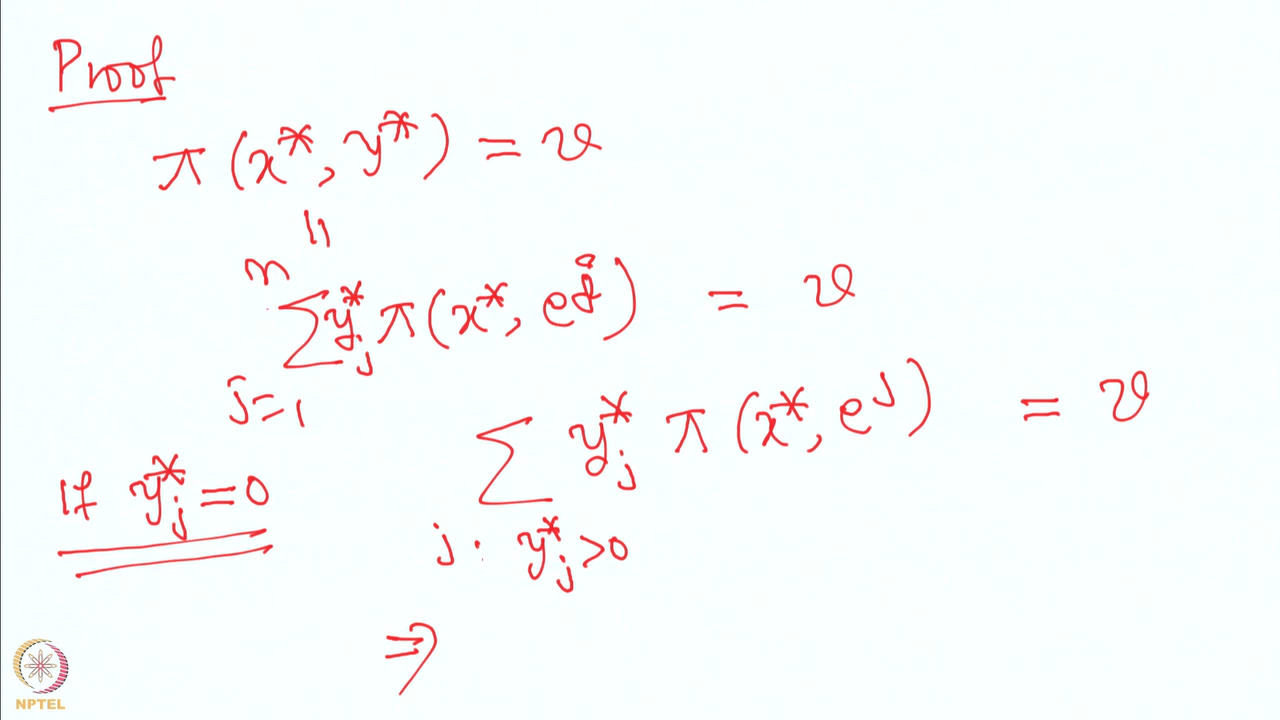 Proof
π(x*, y*) = v
||
n
∑ y*_j π(x*, e^j) = v
j=1
∑ y*_j π(x*, e^j) = v
If y*_j = 0
j : y*_j > 0
⇒
NPTEL